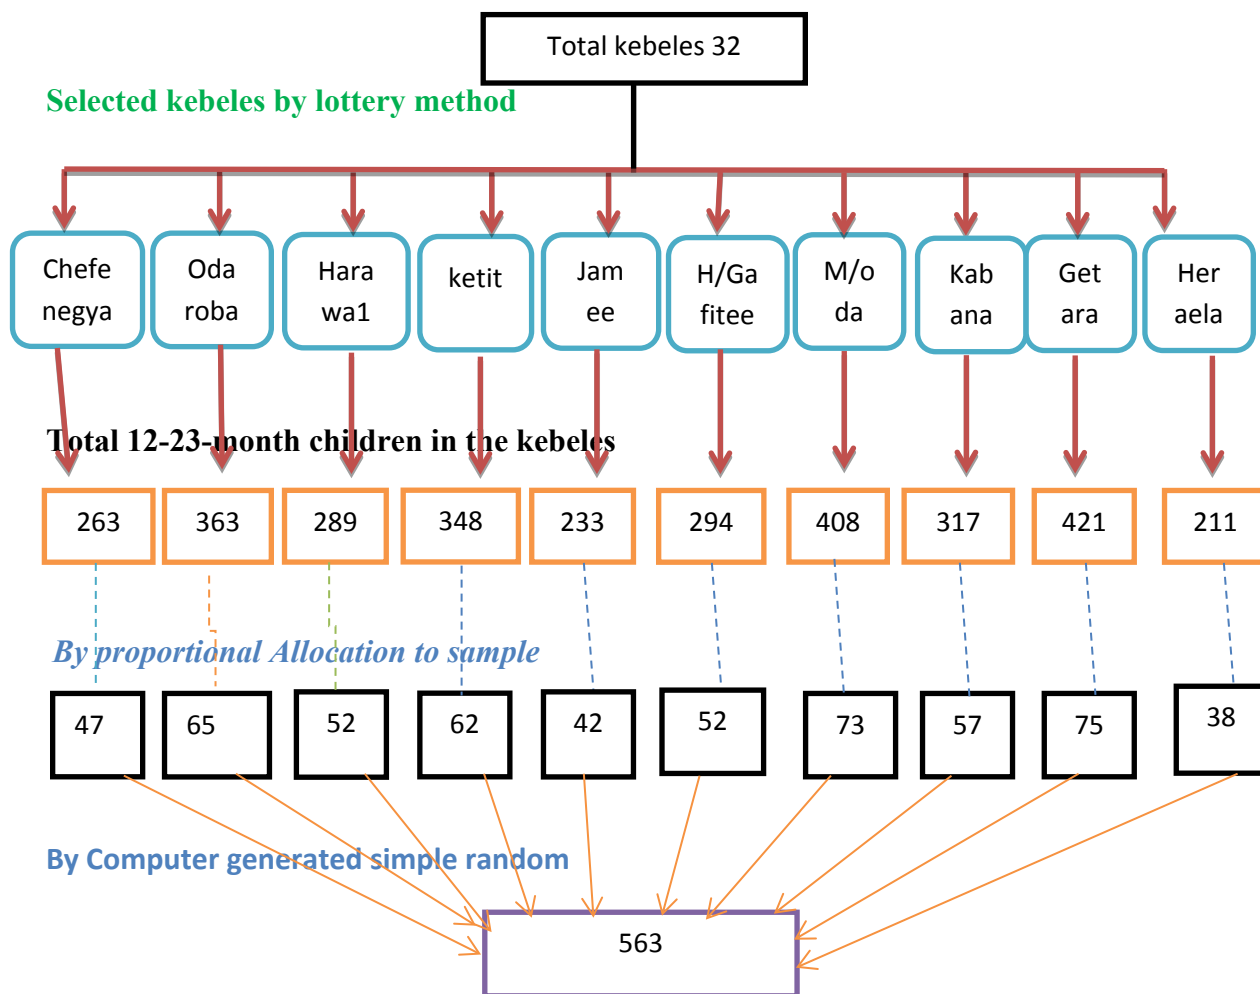 Total kebeles 32
Selected kebeles by lottery method
Chefe
negya
Oda
roba
Hara
wa1
ketit
Jam
ee
H/Ga
fitee
M/o
da
Kab
ana
Get
ara
Her
aela
Total 12-23-month children in the kebeles
263 363 289 348 233 294 408 317 421 211
By proportional Allocation to sample
47 65 52 62 42 52 73 57 75 38
By Computer generated simple random
563